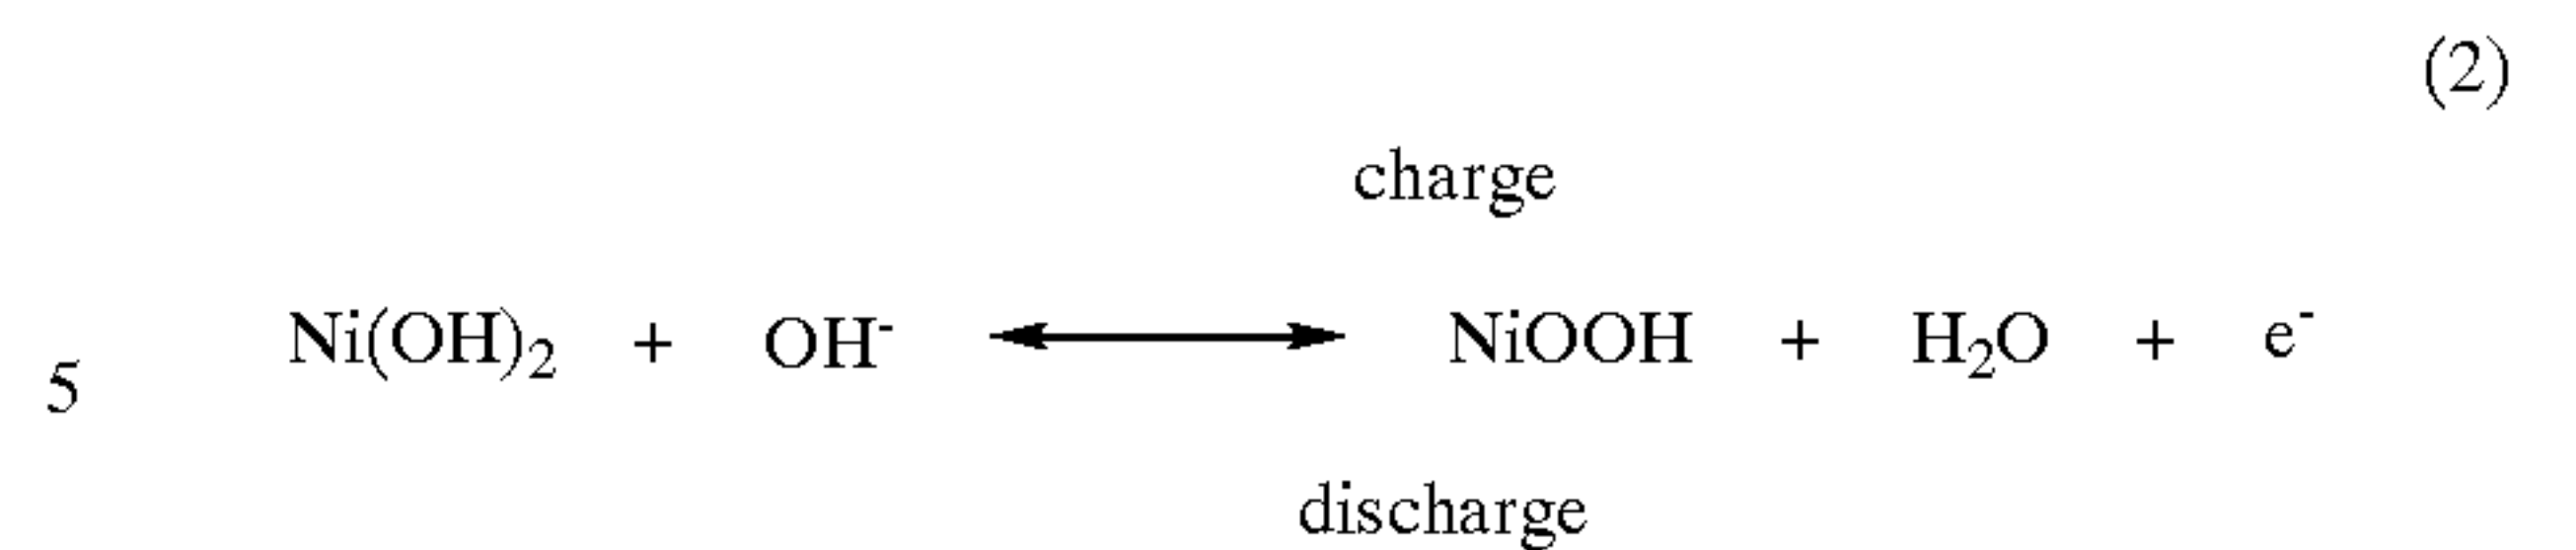 (2)
charge
5 Ni(OH)₂ + OH⁻ ⟷ NiOOH + H₂O + e⁻
discharge